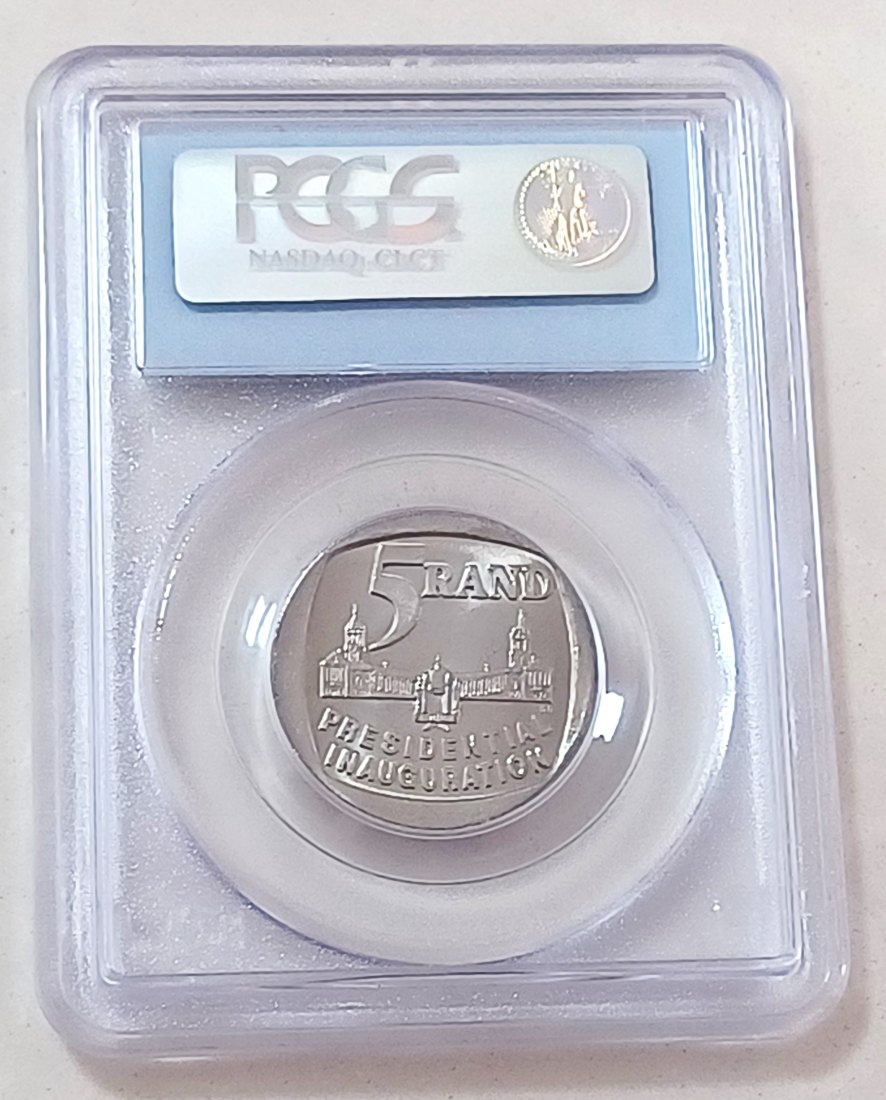 PCGS
NASDAQ: CLCT
5 RAND
PRESIDENTIAL
INAUGURATION